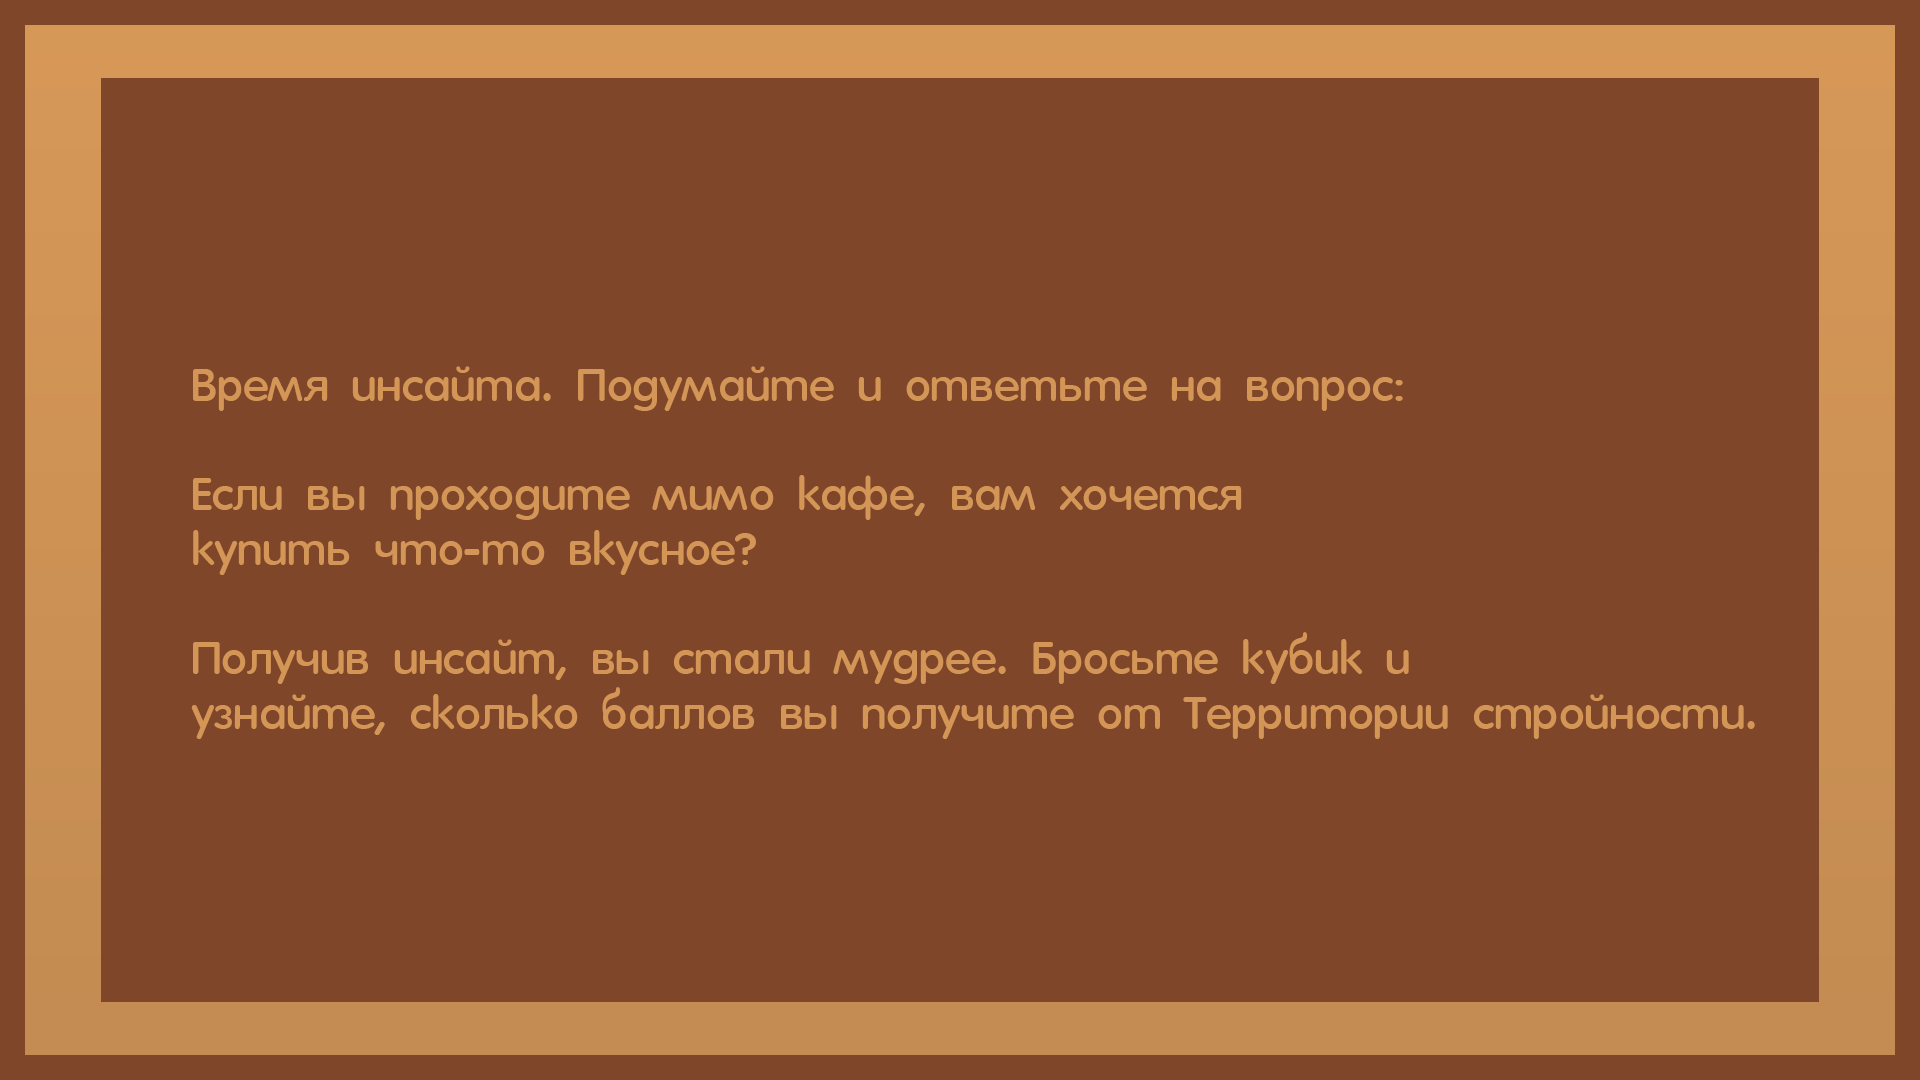 Время инсайта. Подумайте и ответьте на вопрос:
Если вы проходите мимо кафе, вам хочется
купить что-то вкусное?
Получив инсайт, вы стали мудрее. Бросьте кубик и
узнайте, сколько баллов вы получите от Территории стройности.